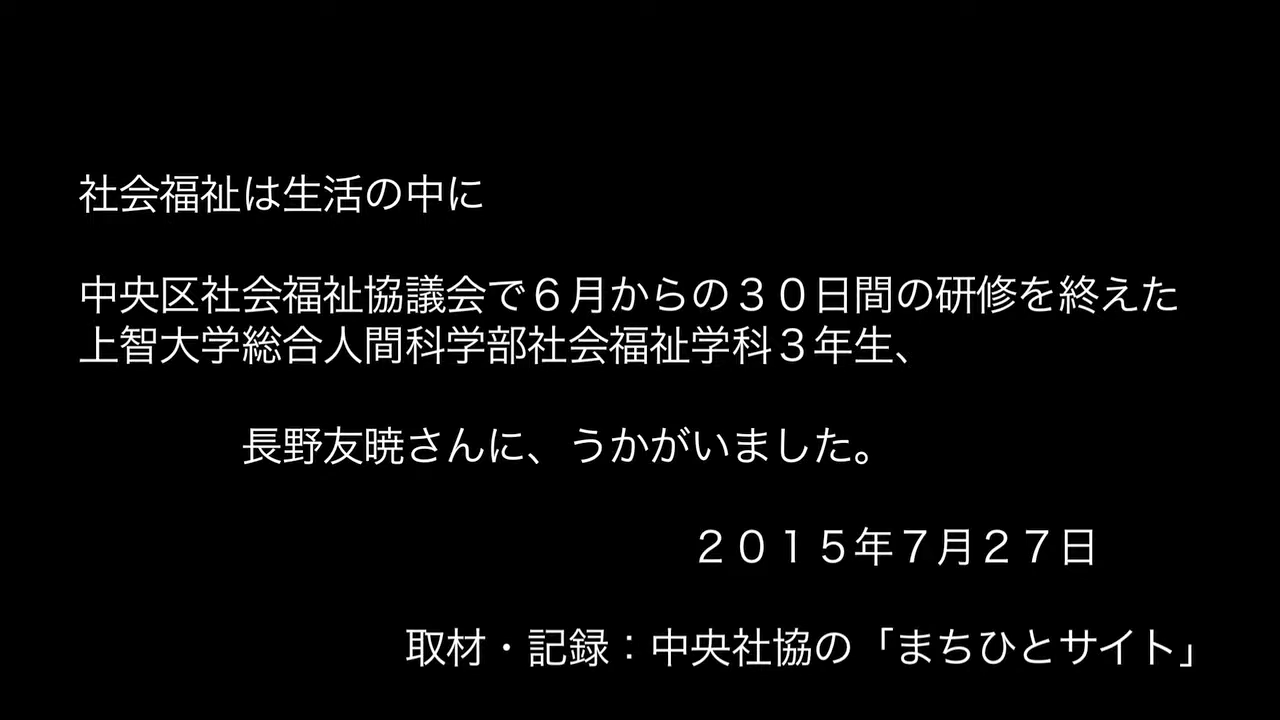 社会福祉は生活の中に
中央区社会福祉協議会で６月からの３０日間の研修を終えた
上智大学総合人間科学部社会福祉学科３年生、
長野友暁さんに、うかがいました。
２０１５年７月２７日
取材・記録：中央社協の「まちひとサイト」